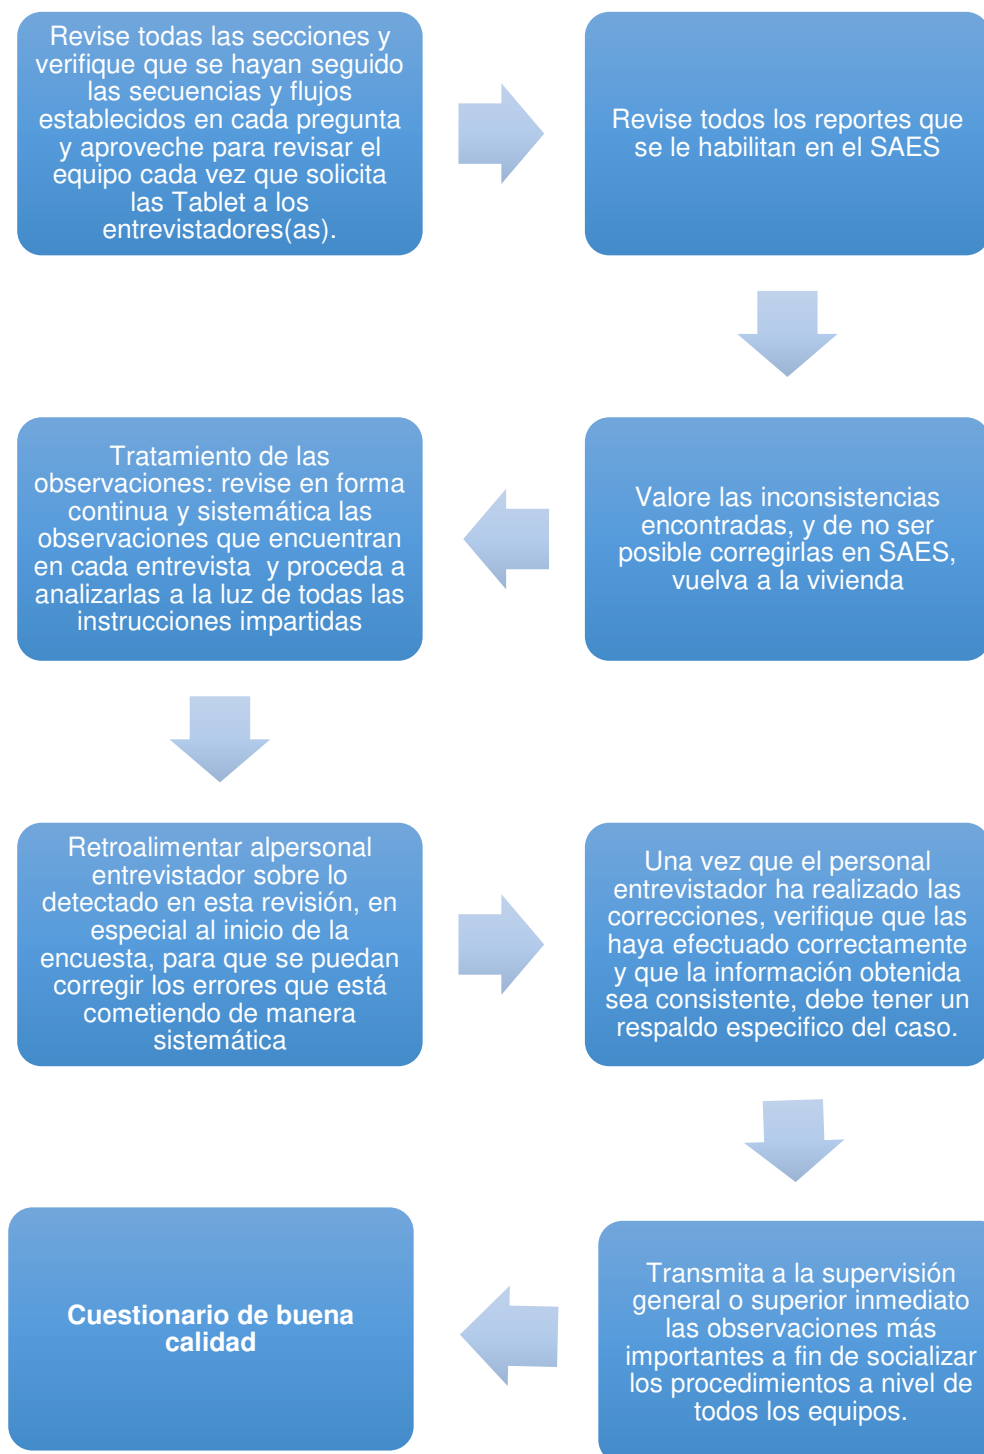 Revise todas las secciones y
verifique que se hayan seguido
las secuencias y flujos
establecidos en cada pregunta
y aproveche para revisar el
equipo cada vez que solicita
las Tablet a los
entrevistadores(as).
Revise todos los reportes que
se le habilitan en el SAES
Valore las inconsistencias
encontradas, y de no ser
posible corregirlas en SAES,
vuelva a la vivienda
Tratamiento de las
observaciones: revise en forma
continua y sistemática las
observaciones que encuentran
en cada entrevista y proceda a
analizarlas a la luz de todas las
instrucciones impartidas
Retroalimentar alpersonal
entrevistador sobre lo
detectado en esta revisión, en
especial al inicio de la
encuesta, para que se puedan
corregir los errores que está
cometiendo de manera
sistemática
Una vez que el personal
entrevistador ha realizado las
correcciones, verifique que las
haya efectuado correctamente
y que la información obtenida
sea consistente, debe tener un
respaldo especifico del caso.
Transmita a la supervisión
general o superior inmediato
las observaciones más
importantes a fin de socializar
los procedimientos a nivel de
todos los equipos.
Cuestionario de buena
calidad